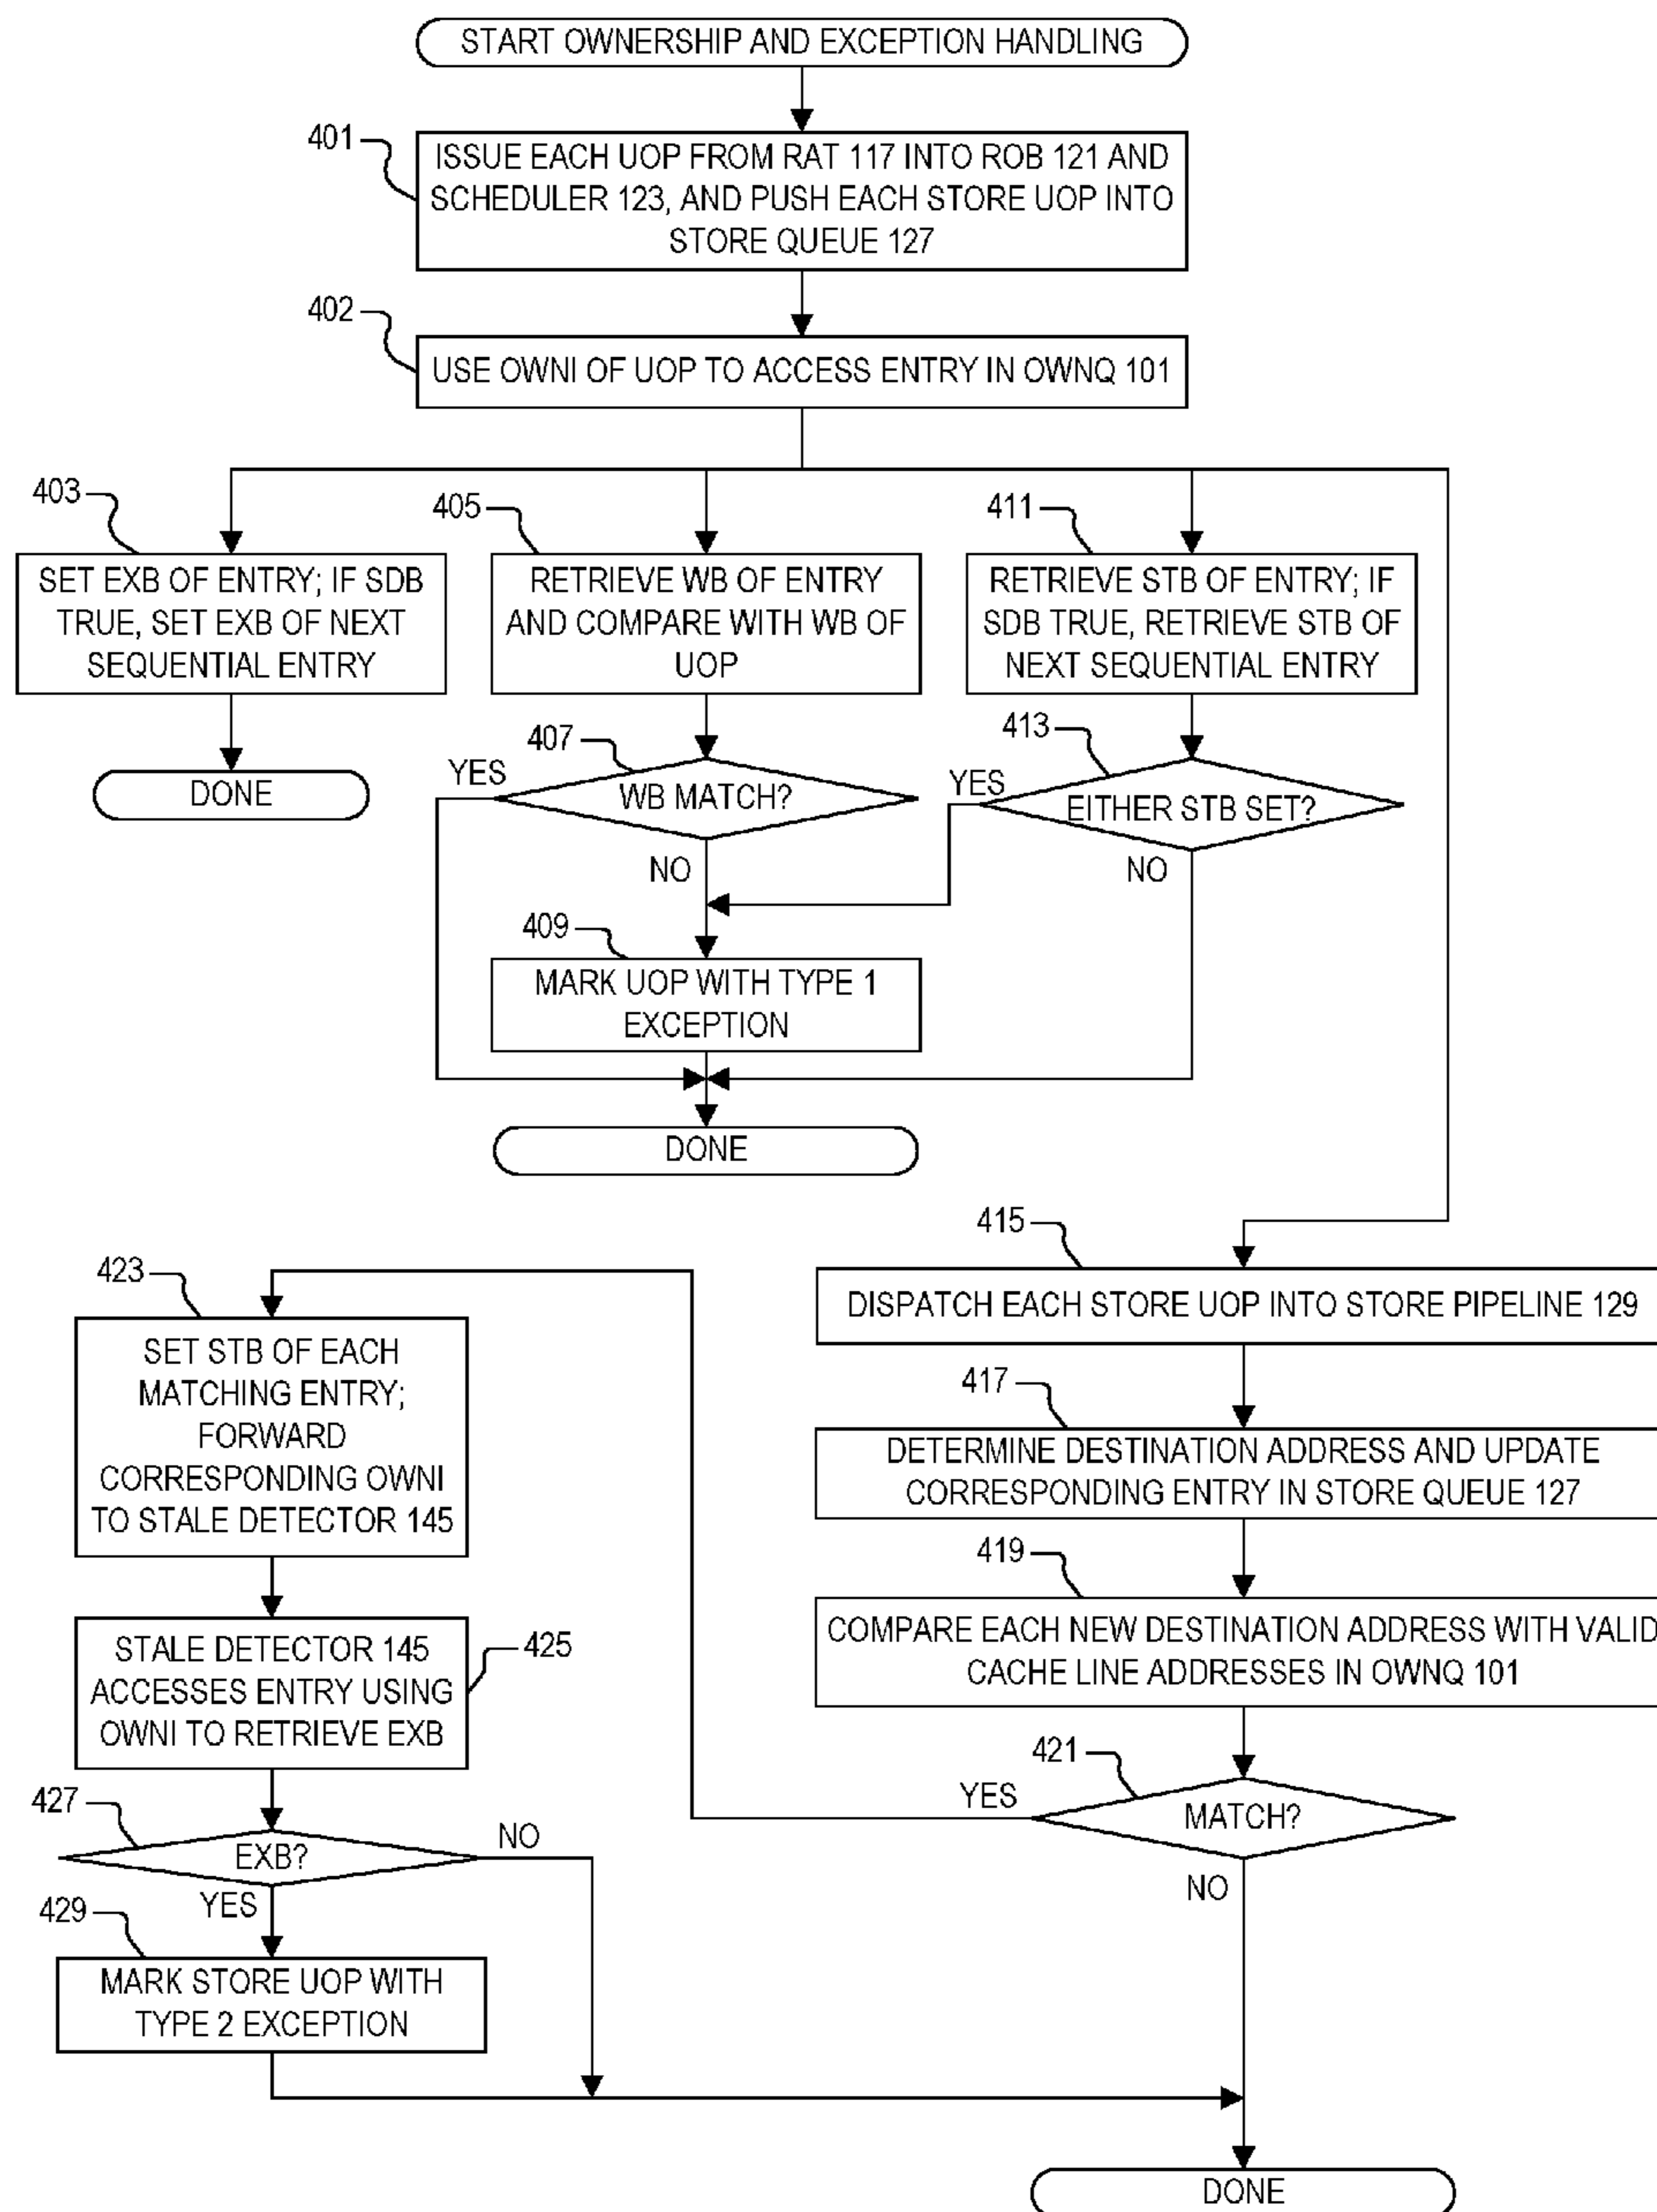 START OWNERSHIP AND EXCEPTION HANDLING
401
ISSUE EACH UOP FROM RAT 117 INTO ROB 121 AND
SCHEDULER 123, AND PUSH EACH STORE UOP INTO
STORE QUEUE 127
402
USE OWNI OF UOP TO ACCESS ENTRY IN OWNQ 101
403
SET EXB OF ENTRY; IF SDB
TRUE, SET EXB OF NEXT
SEQUENTIAL ENTRY
DONE
405
RETRIEVE WB OF ENTRY
AND COMPARE WITH WB OF
UOP
407
YES
WB MATCH?
NO
409
MARK UOP WITH TYPE 1
EXCEPTION
DONE
411
RETRIEVE STB OF ENTRY; IF
SDB TRUE, RETRIEVE STB OF
NEXT SEQUENTIAL ENTRY
413
YES
EITHER STB SET?
NO
415
DISPATCH EACH STORE UOP INTO STORE PIPELINE 129
417
DETERMINE DESTINATION ADDRESS AND UPDATE
CORRESPONDING ENTRY IN STORE QUEUE 127
419
COMPARE EACH NEW DESTINATION ADDRESS WITH VALID
CACHE LINE ADDRESSES IN OWNQ 101
421
YES
MATCH?
NO
423
SET STB OF EACH
MATCHING ENTRY;
FORWARD
CORRESPONDING OWNI
TO STALE DETECTOR 145
STALE DETECTOR 145
ACCESSES ENTRY USING
OWNI TO RETRIEVE EXB
425
427
EXB?
NO
YES
429
MARK STORE UOP WITH
TYPE 2 EXCEPTION
DONE